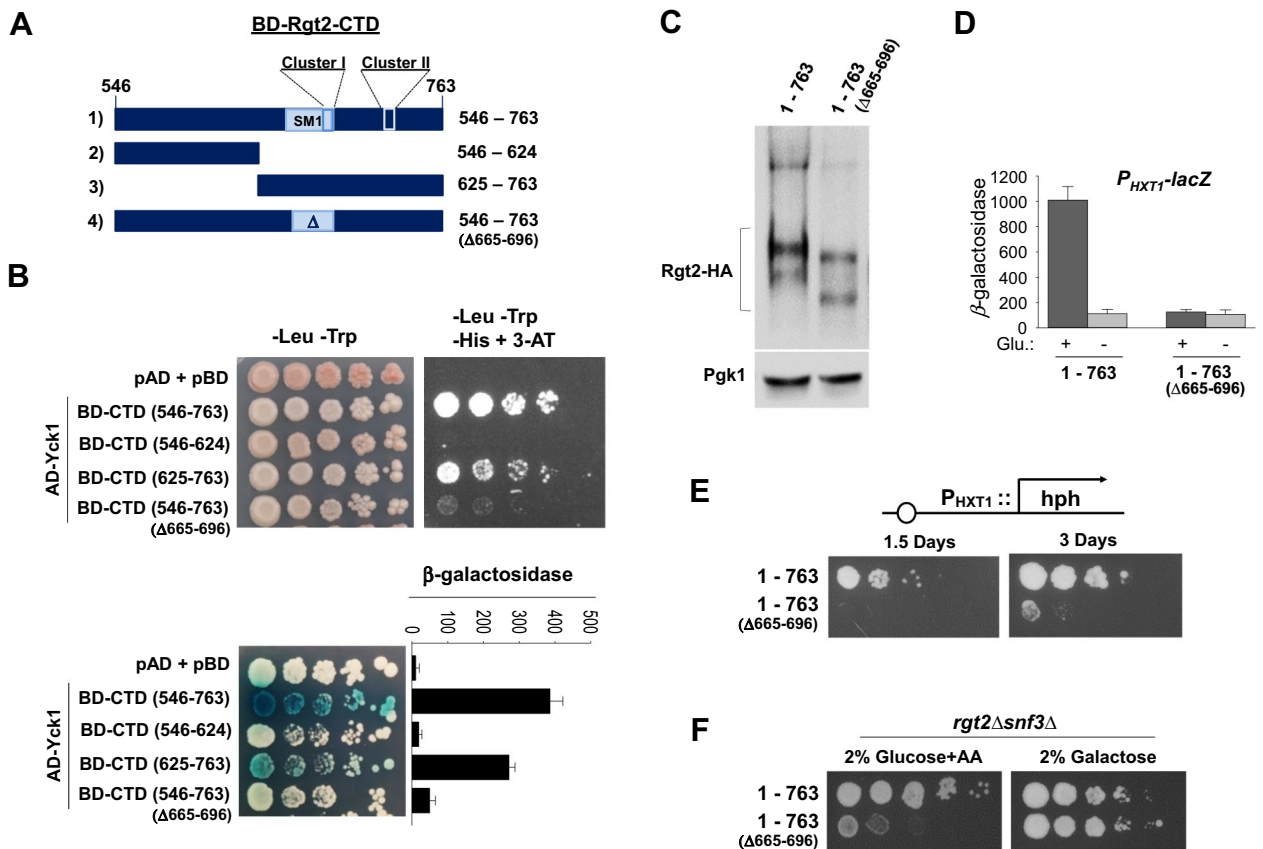 A
BD-Rgt2-CTD
Cluster I Cluster II
546 763
1) SM1 546 – 763
2) 546 – 624
3) 625 – 763
4) Δ 546 – 763
(Δ665-696)
B
-Leu -Trp
-Leu -Trp
-His + 3-AT
pAD + pBD
AD-Yck1
BD-CTD (546-763)
BD-CTD (546-624)
BD-CTD (625-763)
BD-CTD (546-763)
(Δ665-696)
β-galactosidase
0 100 200 300 400 500
pAD + pBD
AD-Yck1
BD-CTD (546-763)
BD-CTD (546-624)
BD-CTD (625-763)
BD-CTD (546-763)
(Δ665-696)
C
1 - 763
1 - 763
(Δ665-696)
Rgt2-HA
Pgk1
D
PHXT1-lacZ
β-galactosidase
1200
1000
800
600
400
200
0
Glu.: + - + -
1 - 763 1 - 763
(Δ665-696)
E
PHXT1 :: hph
1.5 Days 3 Days
1 - 763
1 - 763
(Δ665-696)
F
rgt2Δsnf3Δ
2% Glucose+AA 2% Galactose
1 - 763
1 - 763
(Δ665-696)